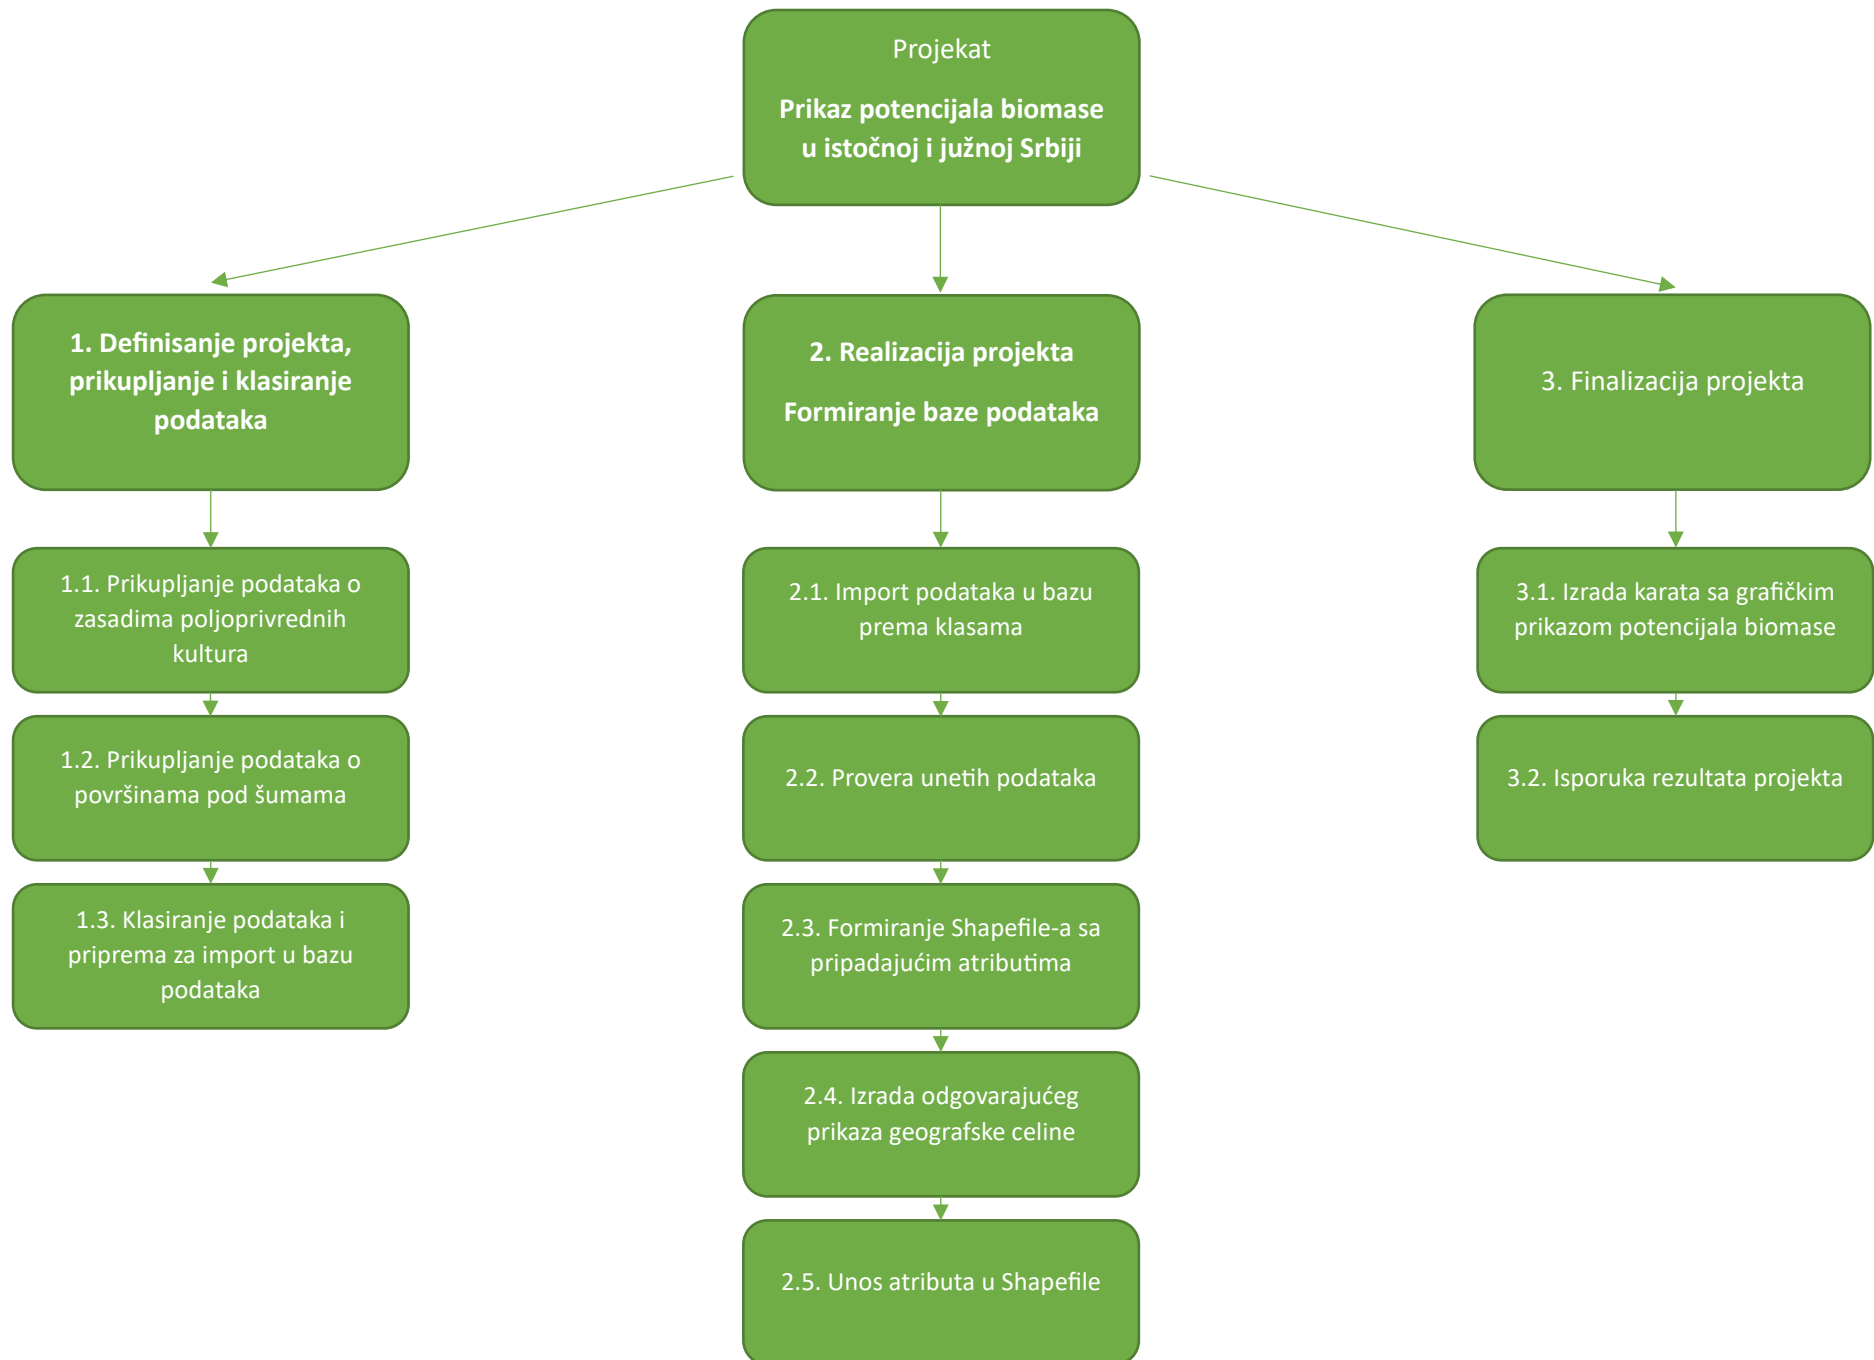 Projekat
Prikaz potencijala biomase
u istočnoj i južnoj Srbiji
1. Definisanje projekta,
prikupljanje i klasiranje
podataka
2. Realizacija projekta
Formiranje baze podataka
3. Finalizacija projekta
1.1. Prikupljanje podataka o
zasadima poljoprivrednih
kultura
1.2. Prikupljanje podataka o
površinama pod šumama
1.3. Klasiranje podataka i
priprema za import u bazu
podataka
2.1. Import podataka u bazu
prema klasama
2.2. Provera unetih podataka
2.3. Formiranje Shapefile-a sa
pripadajućim atributima
2.4. Izrada odgovarajućeg
prikaza geografske celine
2.5. Unos atributa u Shapefile
3.1. Izrada karata sa grafičkim
prikazom potencijala biomase
3.2. Isporuka rezultata projekta